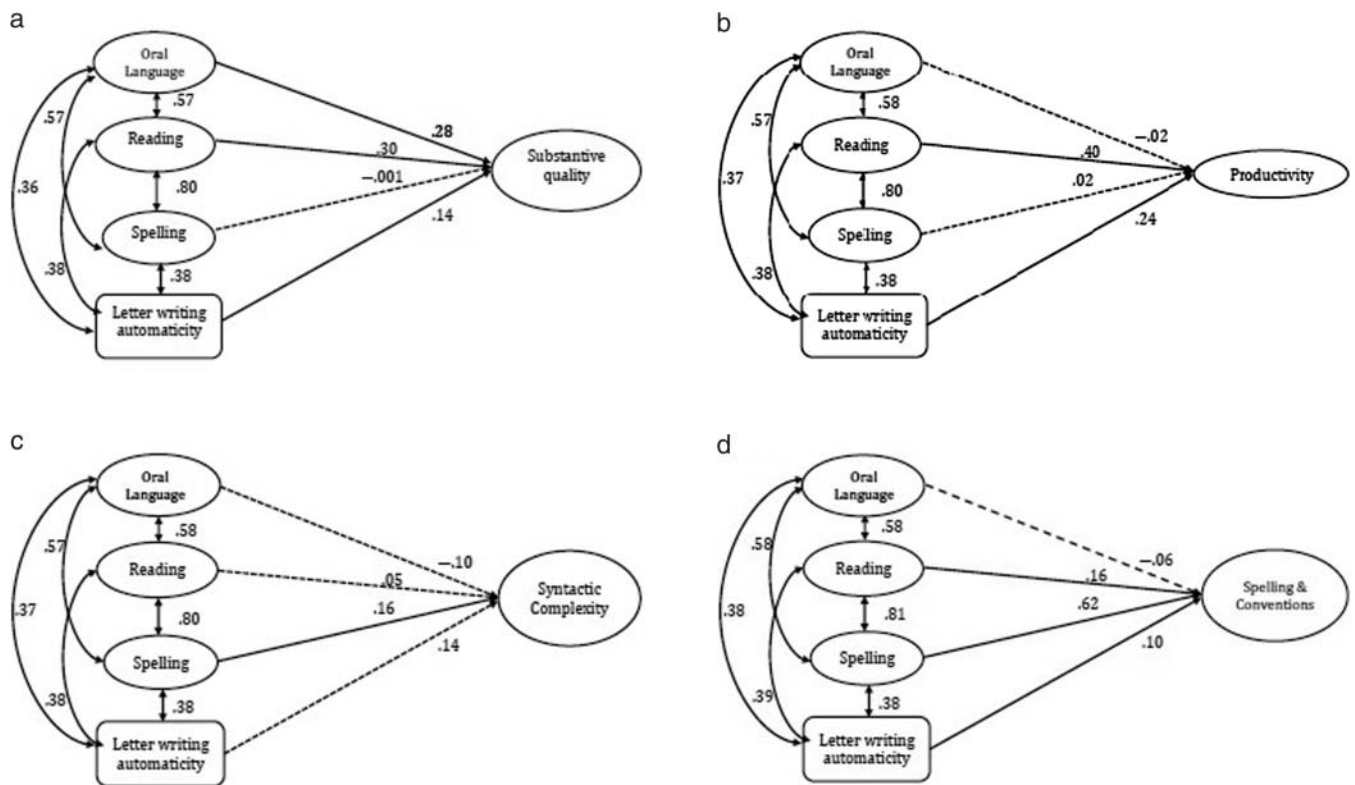 a
Oral
Language
.57
.57
.28
Reading
.30
Substantive
quality
–.001
.36
.80
.14
Spelling
.38
.38
Letter writing
automaticity
b
Oral
Language
.58
.57
–.02
Reading
.40
Productivity
.02
.37
.80
.24
Spelling
.38
.38
Letter writing
automaticity
c
Oral
Language
.58
.57
–.10
Reading
.05
Syntactic
Complexity
.16
.37
.80
.14
Spelling
.38
.38
Letter writing
automaticity
d
Oral
Language
.58
.58
–.06
Reading
.16
Spelling &
Conventions
.62
.38
.81
.10
Spelling
.39
.38
Letter writing
automaticity